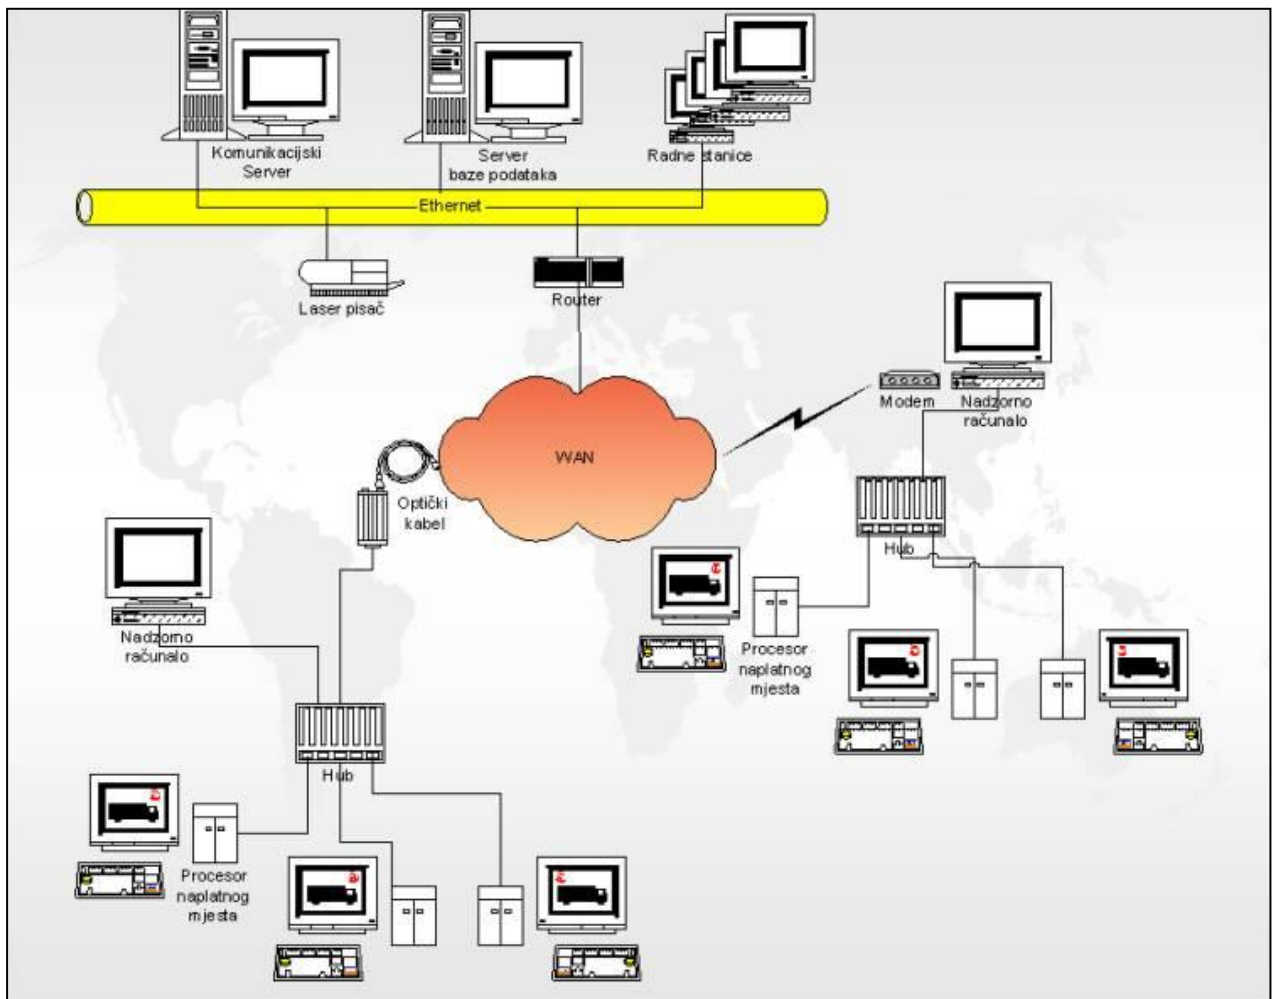 Komunikacijski
Server
Server
baze podataka
Radne stanice
Ethernet
Laser pisač
Router
Modem
Nadzorno
računalo
WAN
Optički
kabel
Hub
Nadzorno
računalo
Procesor
naplatnog
mjesta
Hub
Procesor
naplatnog
mjesta